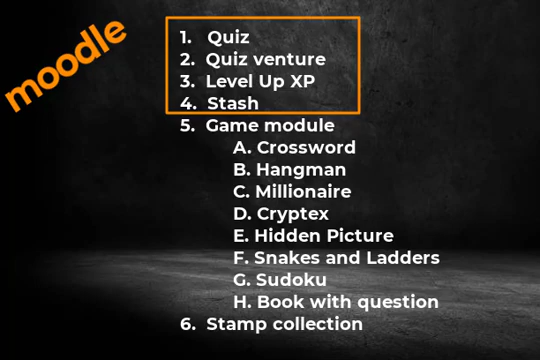 moodle
1. Quiz
2. Quiz venture
3. Level Up XP
4. Stash
5. Game module
A. Crossword
B. Hangman
C. Millionaire
D. Cryptex
E. Hidden Picture
F. Snakes and Ladders
G. Sudoku
H. Book with question
6. Stamp collection